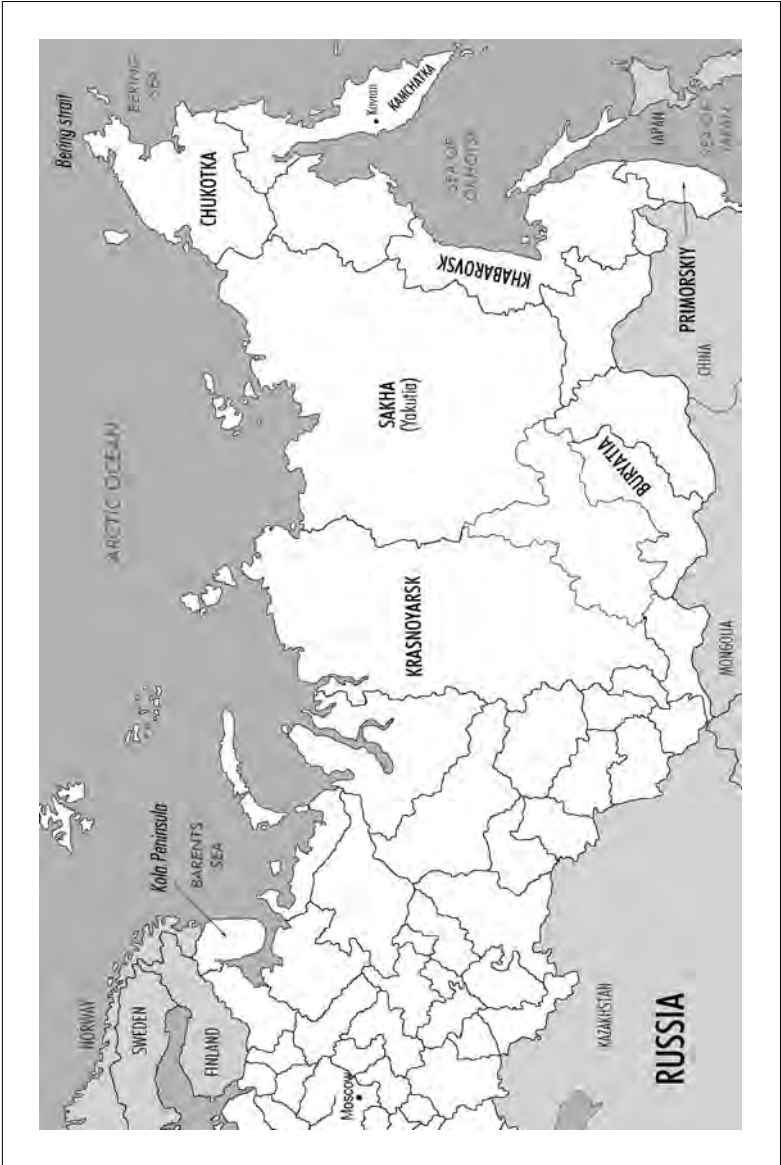 Bering strait
BERING
SEA
CHUKOTKA
Kovran
KAMCHATKA
SEA OF
OKHOTSK
JAPAN
SEA OF
JAPAN
KHABAROVSK
PRIMORSKIY
CHINA
SAKHA
(Yakutia)
ARCTIC OCEAN
BURYATIA
KRASNOYARSK
MONGOLIA
Kola Peninsula
BARENTS
SEA
NORWAY
SWEDEN
FINLAND
Moscow
KAZAKHSTAN
RUSSIA